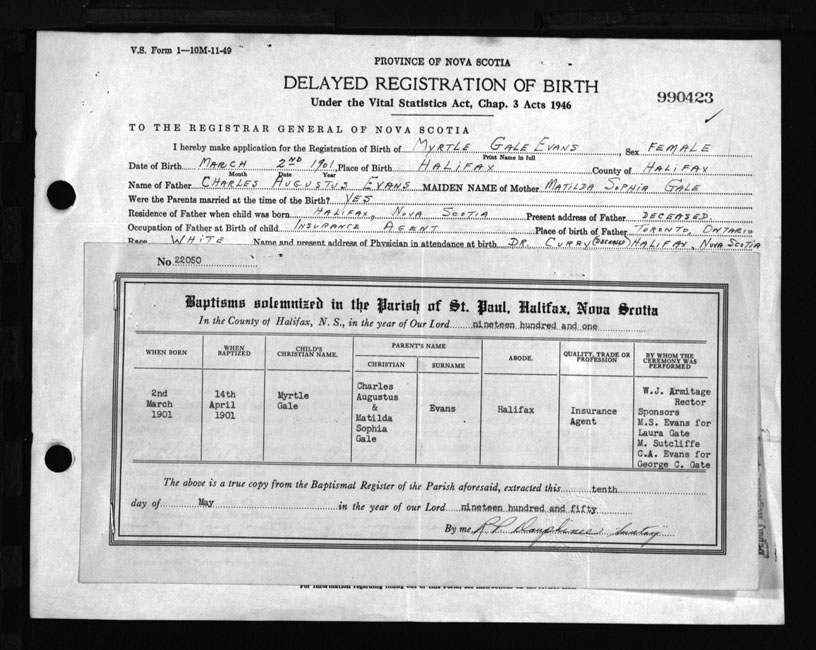 V.S. Form 1—10M-11-49
PROVINCE OF NOVA SCOTIA
DELAYED REGISTRATION OF BIRTH
990423
Under the Vital Statistics Act, Chap. 3 Acts 1946
TO THE REGISTRAR GENERAL OF NOVA SCOTIA
I hereby make application for the Registration of Birth of MYRTLE GALE EVANS, Sex FEMALE
Print Name in full
Date of Birth MARCH 2ND 1901, Place of Birth HALIFAX County of HALIFAX
Month Date Year
Name of Father CHARLES AUGUSTUS EVANS MAIDEN NAME of Mother MATILDA SOPHIA GALE
Were the Parents married at the time of the Birth? YES
Residence of Father when child was born HALIFAX, NOVA SCOTIA Present address of Father DECEASED.
Occupation of Father at Birth of child INSURANCE AGENT Place of birth of Father TORONTO, ONTARIO
Race WHITE Name and present address of Physician in attendance at birth DR. CURRY (DECEASED) HALIFAX, NOVA SCOTIA
No. 22050
Baptisms solemnized in the Parish of St. Paul, Halifax, Nova Scotia
In the County of Halifax, N. S., in the year of Our Lord nineteen hundred and one
WHEN BORN
WHEN BAPTIZED
CHILD'S CHRISTIAN NAME.
PARENT'S NAME
CHRISTIAN
SURNAME
ABODE.
QUALITY, TRADE OR PROFESSION
BY WHOM THE CEREMONY WAS PERFORMED
2nd
March
1901
14th
April
1901
Myrtle
Gale
Charles
Augustus
&
Matilda
Sophia
Gale
Evans
Halifax
Insurance
Agent
W.J. Armitage
Rector
Sponsors
M.S. Evans for
Laura Gate
M. Sutcliffe
C.A. Evans for
George C. Gate
The above is a true copy from the Baptismal Register of the Parish aforesaid, extracted this tenth
day of May in the year of our Lord nineteen hundred and fifty
By me R.P. Dauphinee